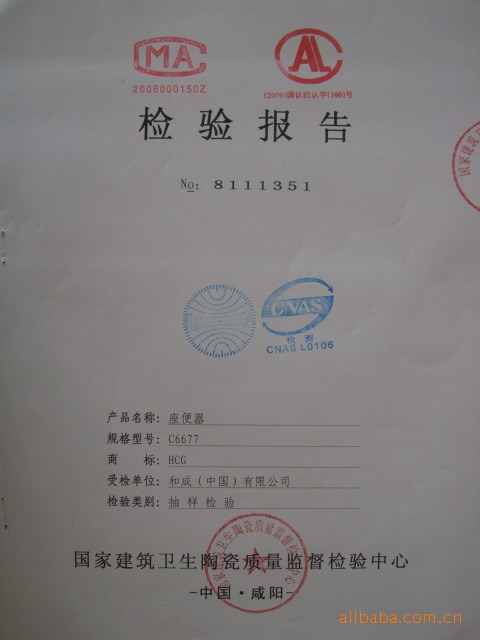 MA
2006000150Z
AL
(2006)国认监认字(160)号
检验报告
No: 8111351
CNAS
检测
CNAS L0106
产品名称: 座便器
规格型号: C6677
商 标: HCG
受检单位: 和成(中国)有限公司
检验类别: 抽样检验
国家建筑卫生陶瓷质量监督检验中心
-中国·咸阳-
alibaba.com.cn